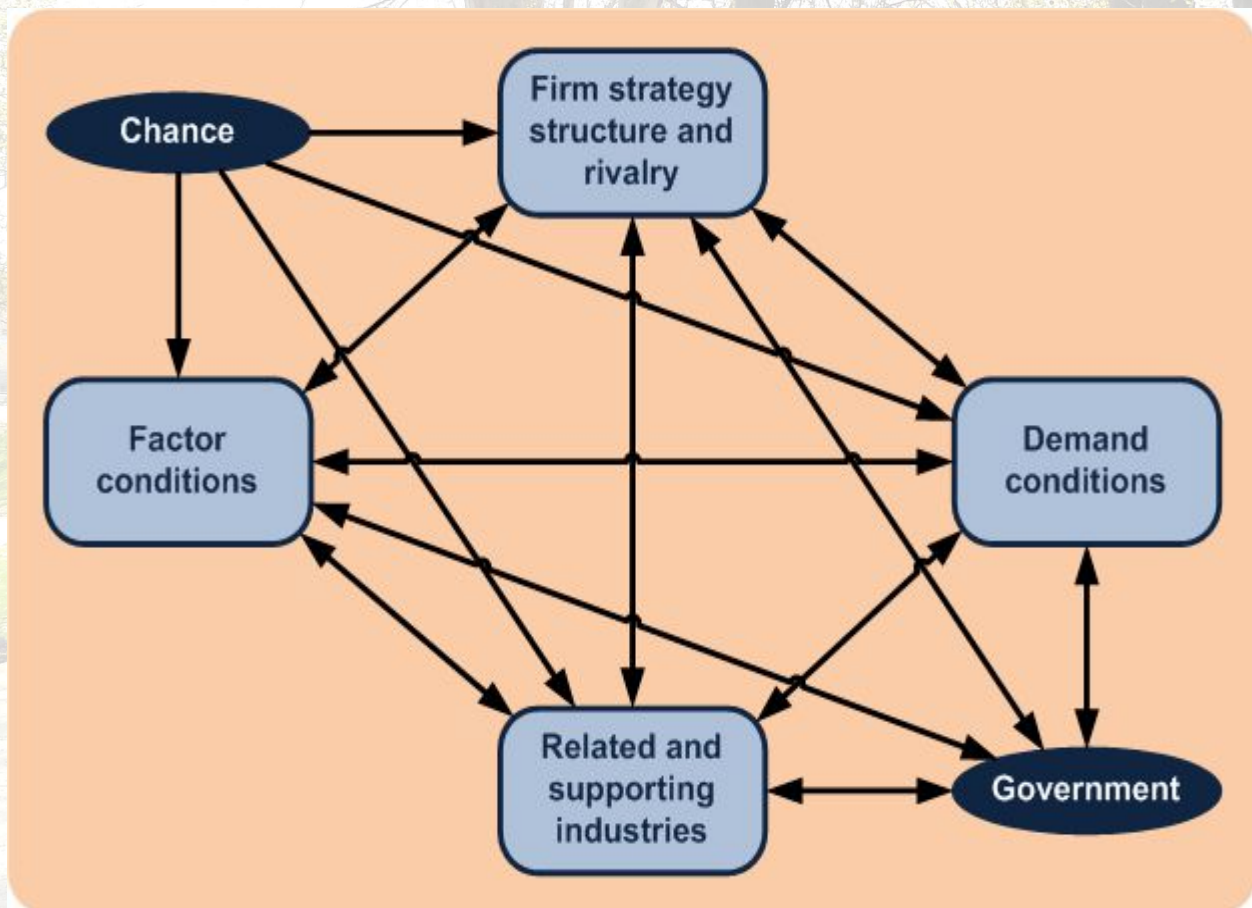 Chance
Firm strategy
structure and
rivalry
Factor
conditions
Demand
conditions
Related and
supporting
industries
Government